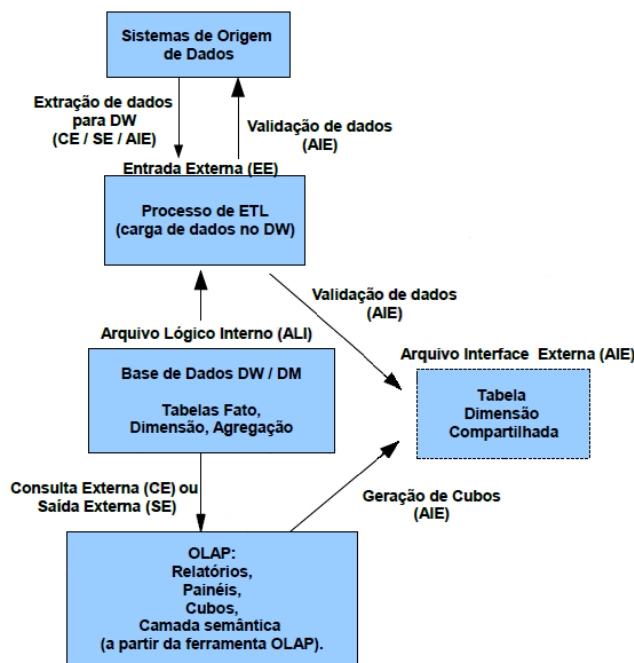 Sistemas de Origem
de Dados
Extração de dados
para DW
(CE / SE / AIE)
Validação de dados
(AIE)
Entrada Externa (EE)
Processo de ETL
(carga de dados no DW)
Validação de dados
(AIE)
Arquivo Lógico Interno (ALI)
Arquivo Interface Externa (AIE)
Base de Dados DW / DM
Tabelas Fato,
Dimensão, Agregação
Tabela
Dimensão
Compartilhada
Consulta Externa (CE) ou
Saída Externa (SE)
Geração de Cubos
(AIE)
OLAP:
Relatórios,
Painéis,
Cubos,
Camada semântica
(a partir da ferramenta OLAP).